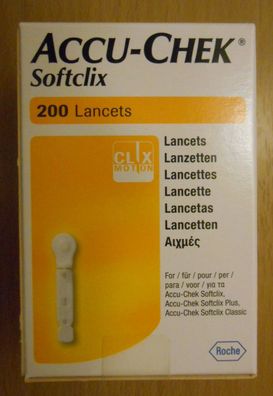 ACCU-CHEK®
Softclix
200 Lancets
CLIX
MOTION
Lancets
Lanzetten
Lancettes
Lancette
Lancetas
Lancetten
Αιχμές
For / für / pour / per /
para / voor / για τα
Accu-Chek Softclix,
Accu-Chek Softclix Plus,
Accu-Chek Softclix Classic
Roche